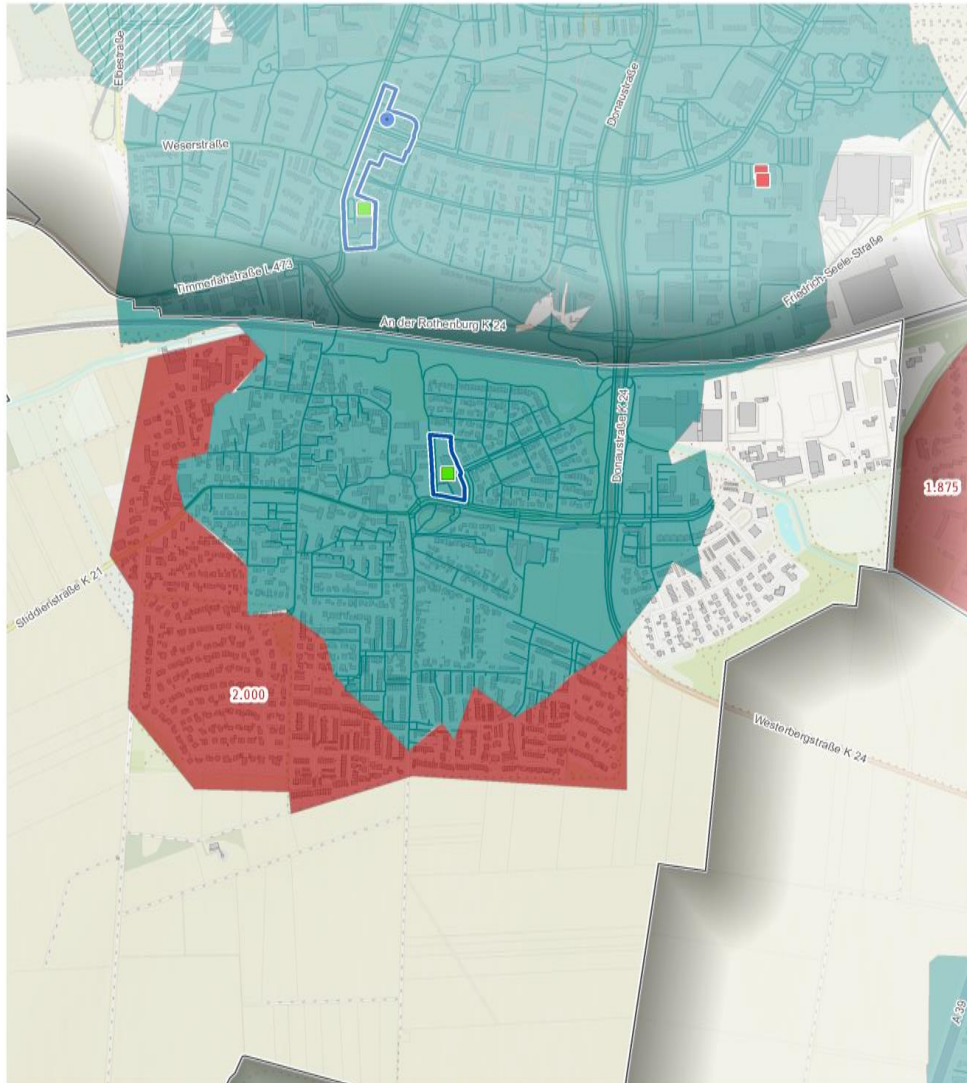 Elbestraße
Donaustraße
Weserstraße
Timmerlahstraße L 473
Friedrich-Seele-Straße
An der Rothenburg K 24
Donaustraße K 24
1.875
Stiddienstraße K 21
2.000
Westerbergstraße K 24
A 39